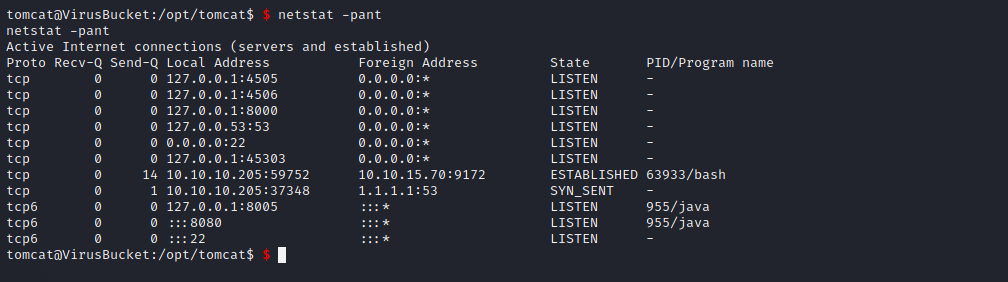 tomcat@VirusBucket:/opt/tomcat$ $ netstat -pant
netstat -pant
Active Internet connections (servers and established)
Proto Recv-Q Send-Q Local Address           Foreign Address         State       PID/Program name
tcp        0      0 127.0.0.1:4505          0.0.0.0:*               LISTEN      -
tcp        0      0 127.0.0.1:4506          0.0.0.0:*               LISTEN      -
tcp        0      0 127.0.0.1:8000          0.0.0.0:*               LISTEN      -
tcp        0      0 127.0.0.53:53           0.0.0.0:*               LISTEN      -
tcp        0      0 0.0.0.0:22              0.0.0.0:*               LISTEN      -
tcp        0      0 127.0.0.1:45303         0.0.0.0:*               LISTEN      -
tcp        0     14 10.10.10.205:59752      10.10.15.70:9172        ESTABLISHED 63933/bash
tcp        0      1 10.10.10.205:37348      1.1.1.1:53              SYN_SENT    -
tcp6       0      0 127.0.0.1:8005          :::*                    LISTEN      955/java
tcp6       0      0 :::8080                 :::*                    LISTEN      955/java
tcp6       0      0 :::22                   :::*                    LISTEN      -
tomcat@VirusBucket:/opt/tomcat$ $